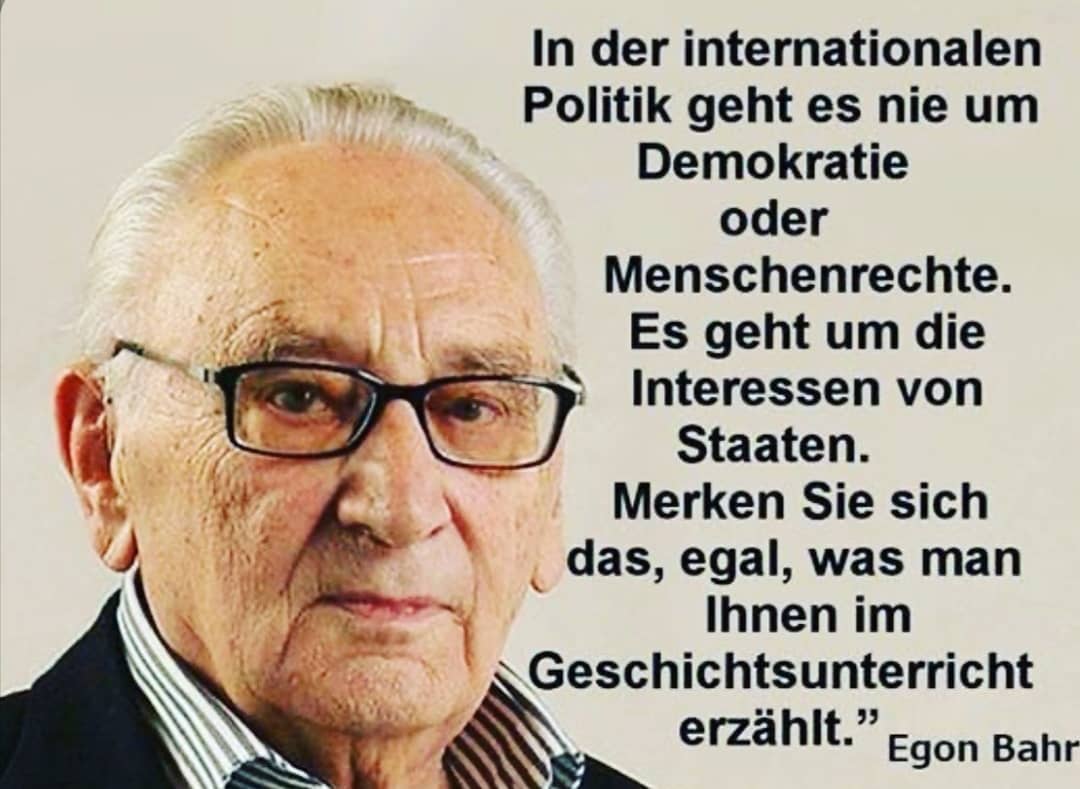 In der internationalen
Politik geht es nie um
Demokratie
oder
Menschenrechte.
Es geht um die
Interessen von
Staaten.
Merken Sie sich
das, egal, was man
Ihnen im
Geschichtsunterricht
erzählt.”
Egon Bahr